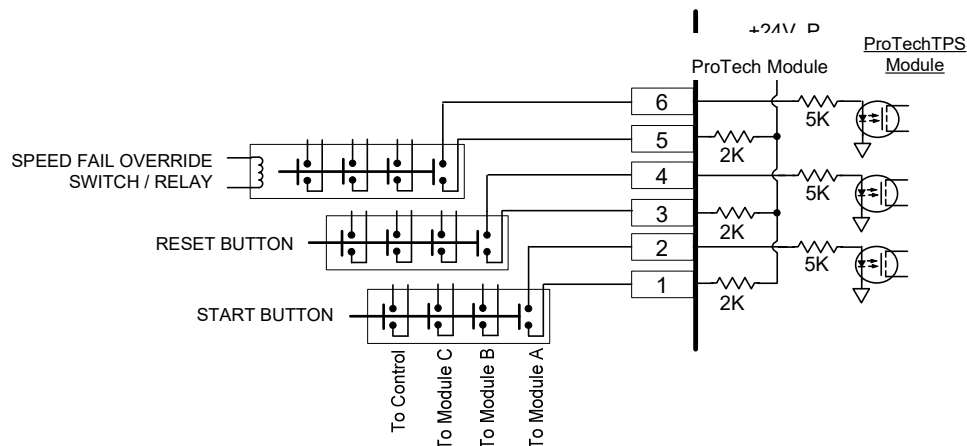 ProTechTPS
Module
ProTech Module
6
5K
SPEED FAIL OVERRIDE
SWITCH / RELAY
5
2K
4
5K
RESET BUTTON
3
2K
2
5K
START BUTTON
1
2K
To Control
To Module C
To Module B
To Module A